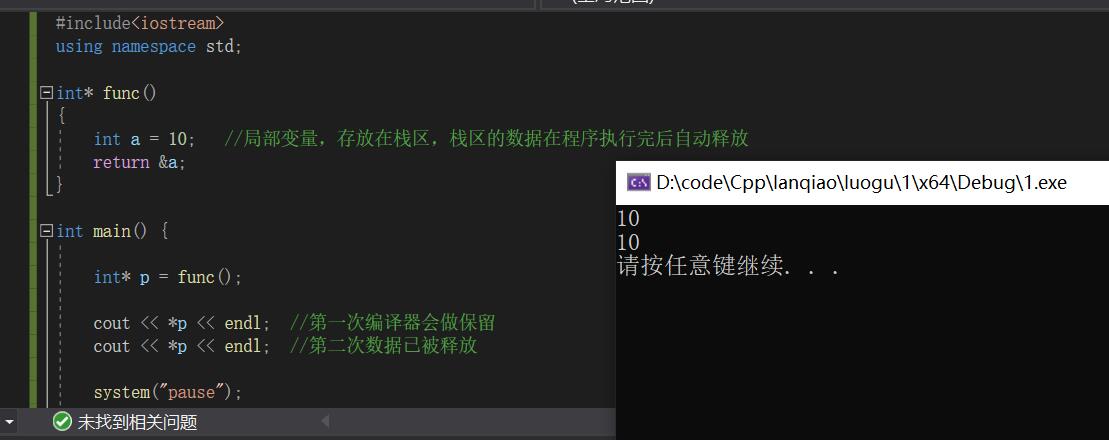 #include<iostream>
using namespace std;
int* func()
{
int a = 10;   //局部变量，存放在栈区，栈区的数据在程序执行完后自动释放
return &a;
}
int main() {
int* p = func();
cout << *p << endl;  //第一次编译器会做保留
cout << *p << endl;  //第二次数据已被释放
system("pause");
未找到相关问题
D:\code\Cpp\lanqiao\luogu\1\x64\Debug\1.exe
10
10
请按任意键继续. . .